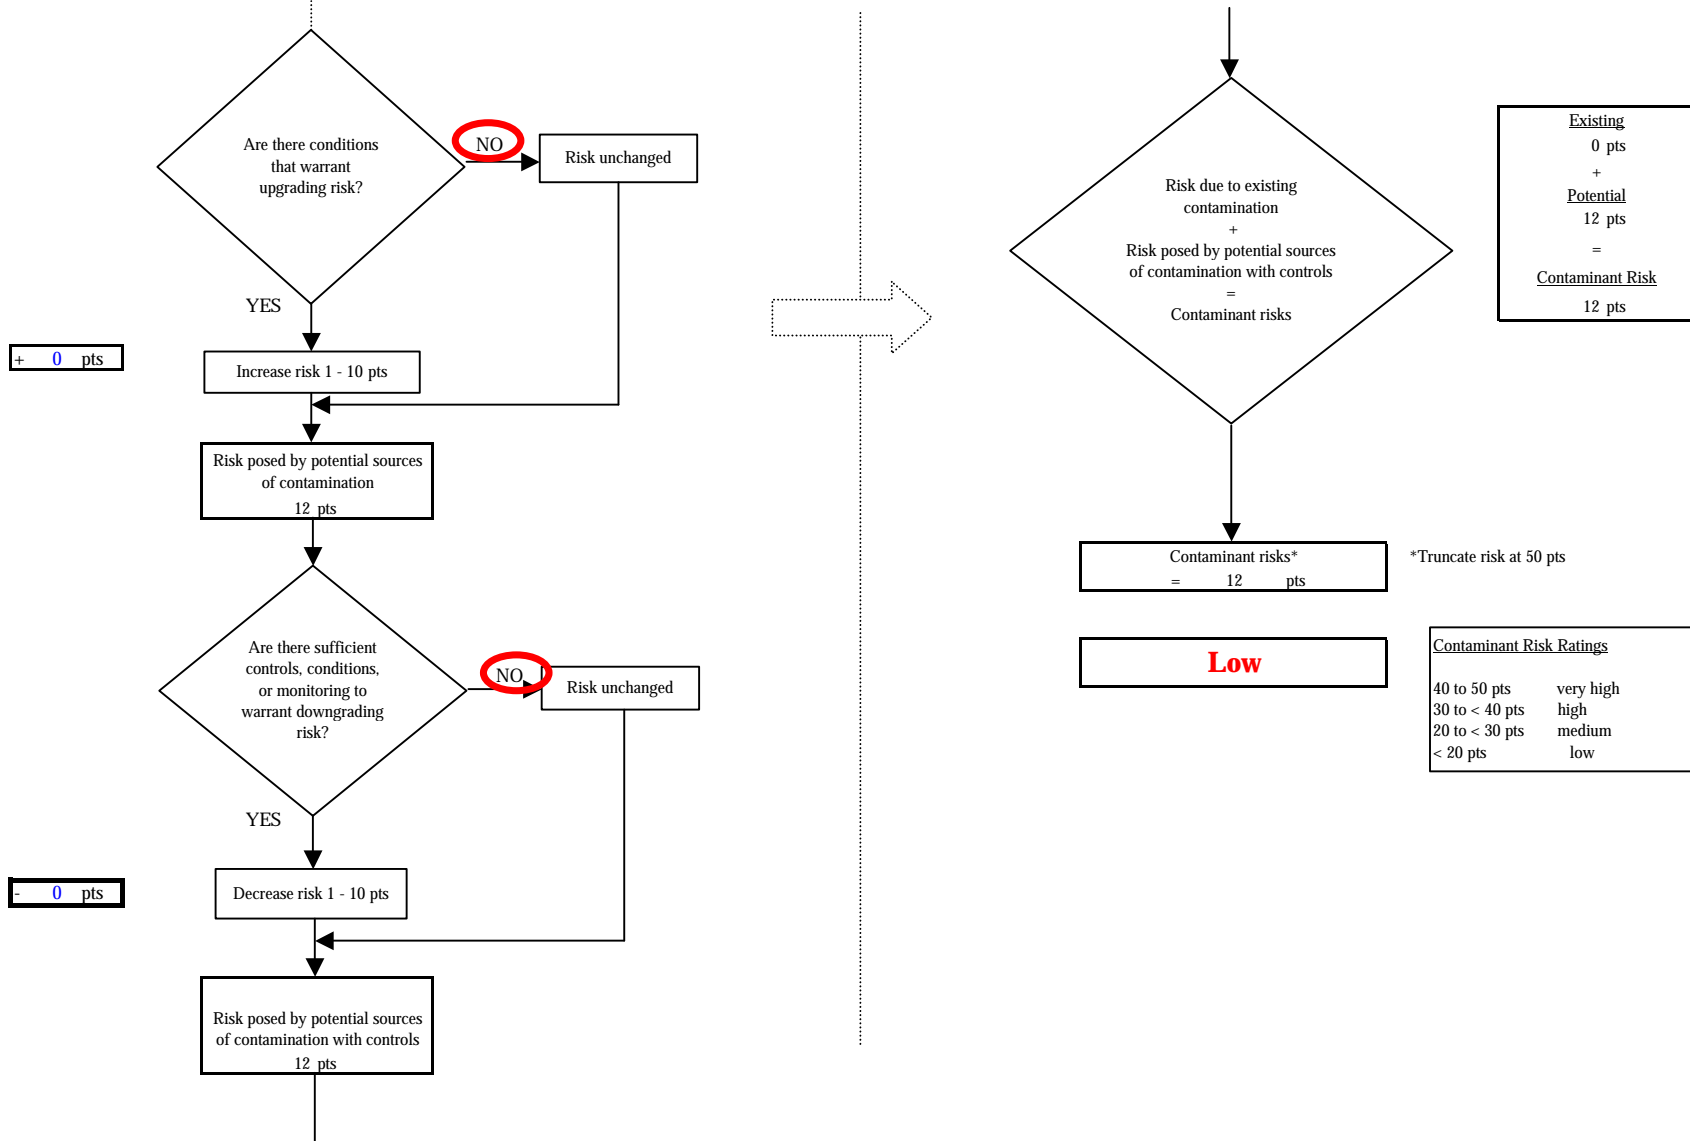 Are there conditions
that warrant
upgrading risk?
NO
Risk unchanged
YES
+ 0 pts
Increase risk 1 - 10 pts
Risk posed by potential sources
of contamination
12 pts
Are there sufficient
controls, conditions,
or monitoring to
warrant downgrading
risk?
NO
Risk unchanged
YES
- 0 pts
Decrease risk 1 - 10 pts
Risk posed by potential sources
of contamination with controls
12 pts
Risk due to existing
contamination
+
Risk posed by potential sources
of contamination with controls
=
Contaminant risks
Existing
0 pts
+
Potential
12 pts
=
Contaminant Risk
12 pts
Contaminant risks*
= 12 pts
*Truncate risk at 50 pts
Low
Contaminant Risk Ratings
40 to 50 pts very high
30 to < 40 pts high
20 to < 30 pts medium
< 20 pts low